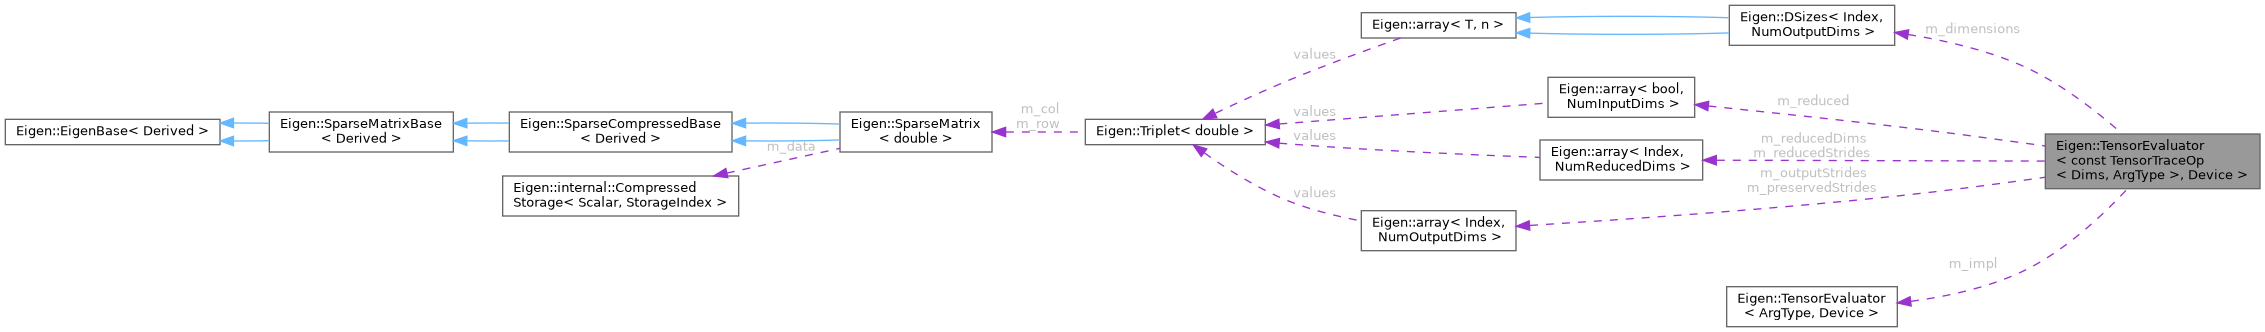 Eigen::EigenBase< Derived >
Eigen::SparseMatrixBase
< Derived >
Eigen::SparseCompressedBase
< Derived >
Eigen::internal::Compressed
Storage< Scalar, StorageIndex >
Eigen::SparseMatrix
< double >
m_data
m_col
m_row
Eigen::Triplet< double >
values
values
values
values
Eigen::array< T, n >
Eigen::DSizes< Index,
NumOutputDims >
Eigen::array< bool,
NumInputDims >
Eigen::array< Index,
NumReducedDims >
Eigen::array< Index,
NumOutputDims >
m_dimensions
m_reduced
m_reducedDims
m_reducedStrides
m_outputStrides
m_preservedStrides
m_impl
Eigen::TensorEvaluator
< const TensorTraceOp
< Dims, ArgType >, Device >
Eigen::TensorEvaluator
< ArgType, Device >